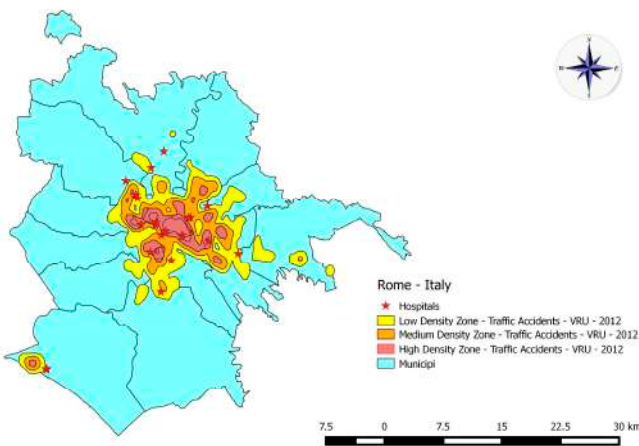 N
Rome - Italy
Hospitals
Low Density Zone - Traffic Accidents - VRU - 2012
Medium Density Zone - Traffic Accidents - VRU - 2012
High Density Zone - Traffic Accidents - VRU - 2012
Municipi
7.5 0 7.5 15 22.5 30 km